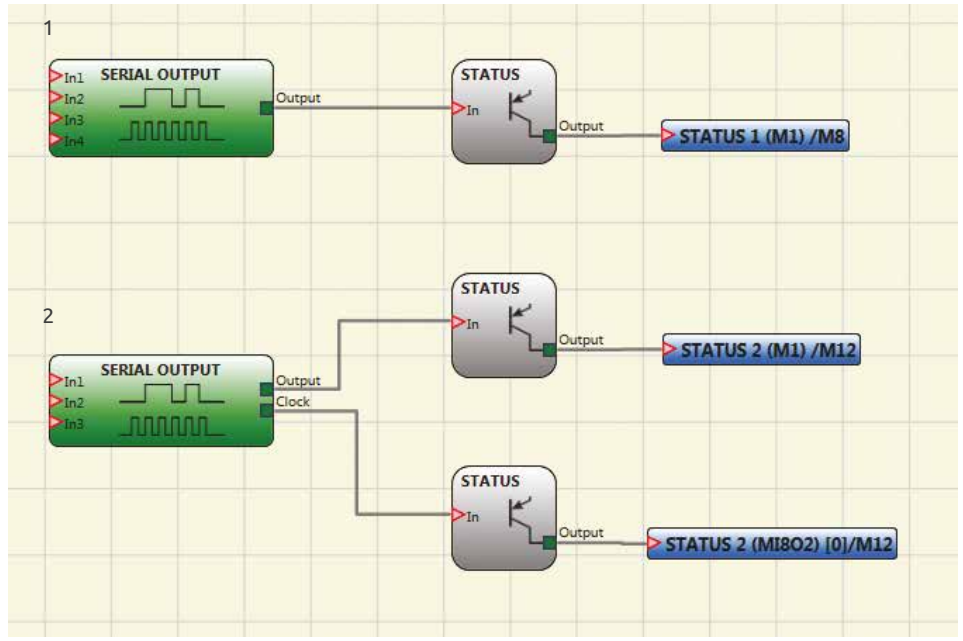 1
SERIAL OUTPUT
In1
In2
In3
In4
Output
STATUS
In
Output
STATUS 1 (M1) /M8
2
SERIAL OUTPUT
In1
In2
In3
Output
Clock
STATUS
In
Output
STATUS 2 (M1) /M12
STATUS
In
Output
STATUS 2 (MI8O2) [0]/M12